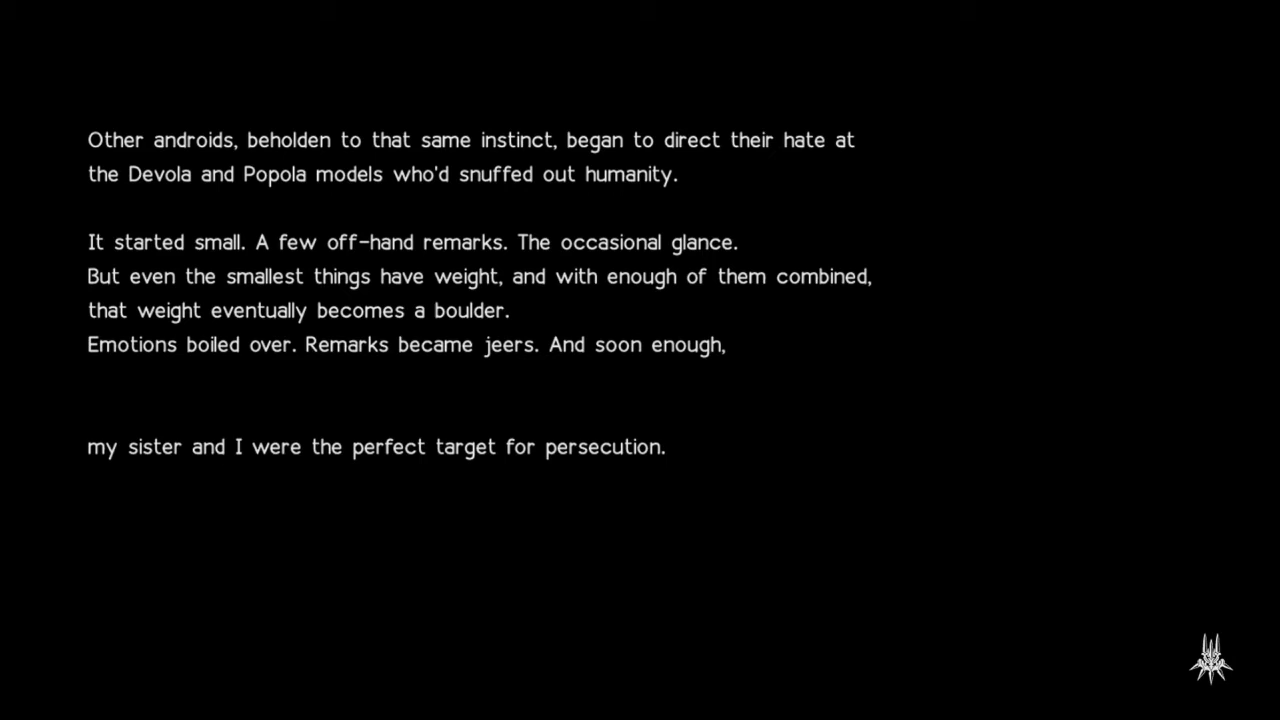 Other androids, beholden to that same instinct, began to direct their hate at
the Devola and Popola models who'd snuffed out humanity.
It started small. A few off-hand remarks. The occasional glance.
But even the smallest things have weight, and with enough of them combined,
that weight eventually becomes a boulder.
Emotions boiled over. Remarks became jeers. And soon enough,
my sister and I were the perfect target for persecution.